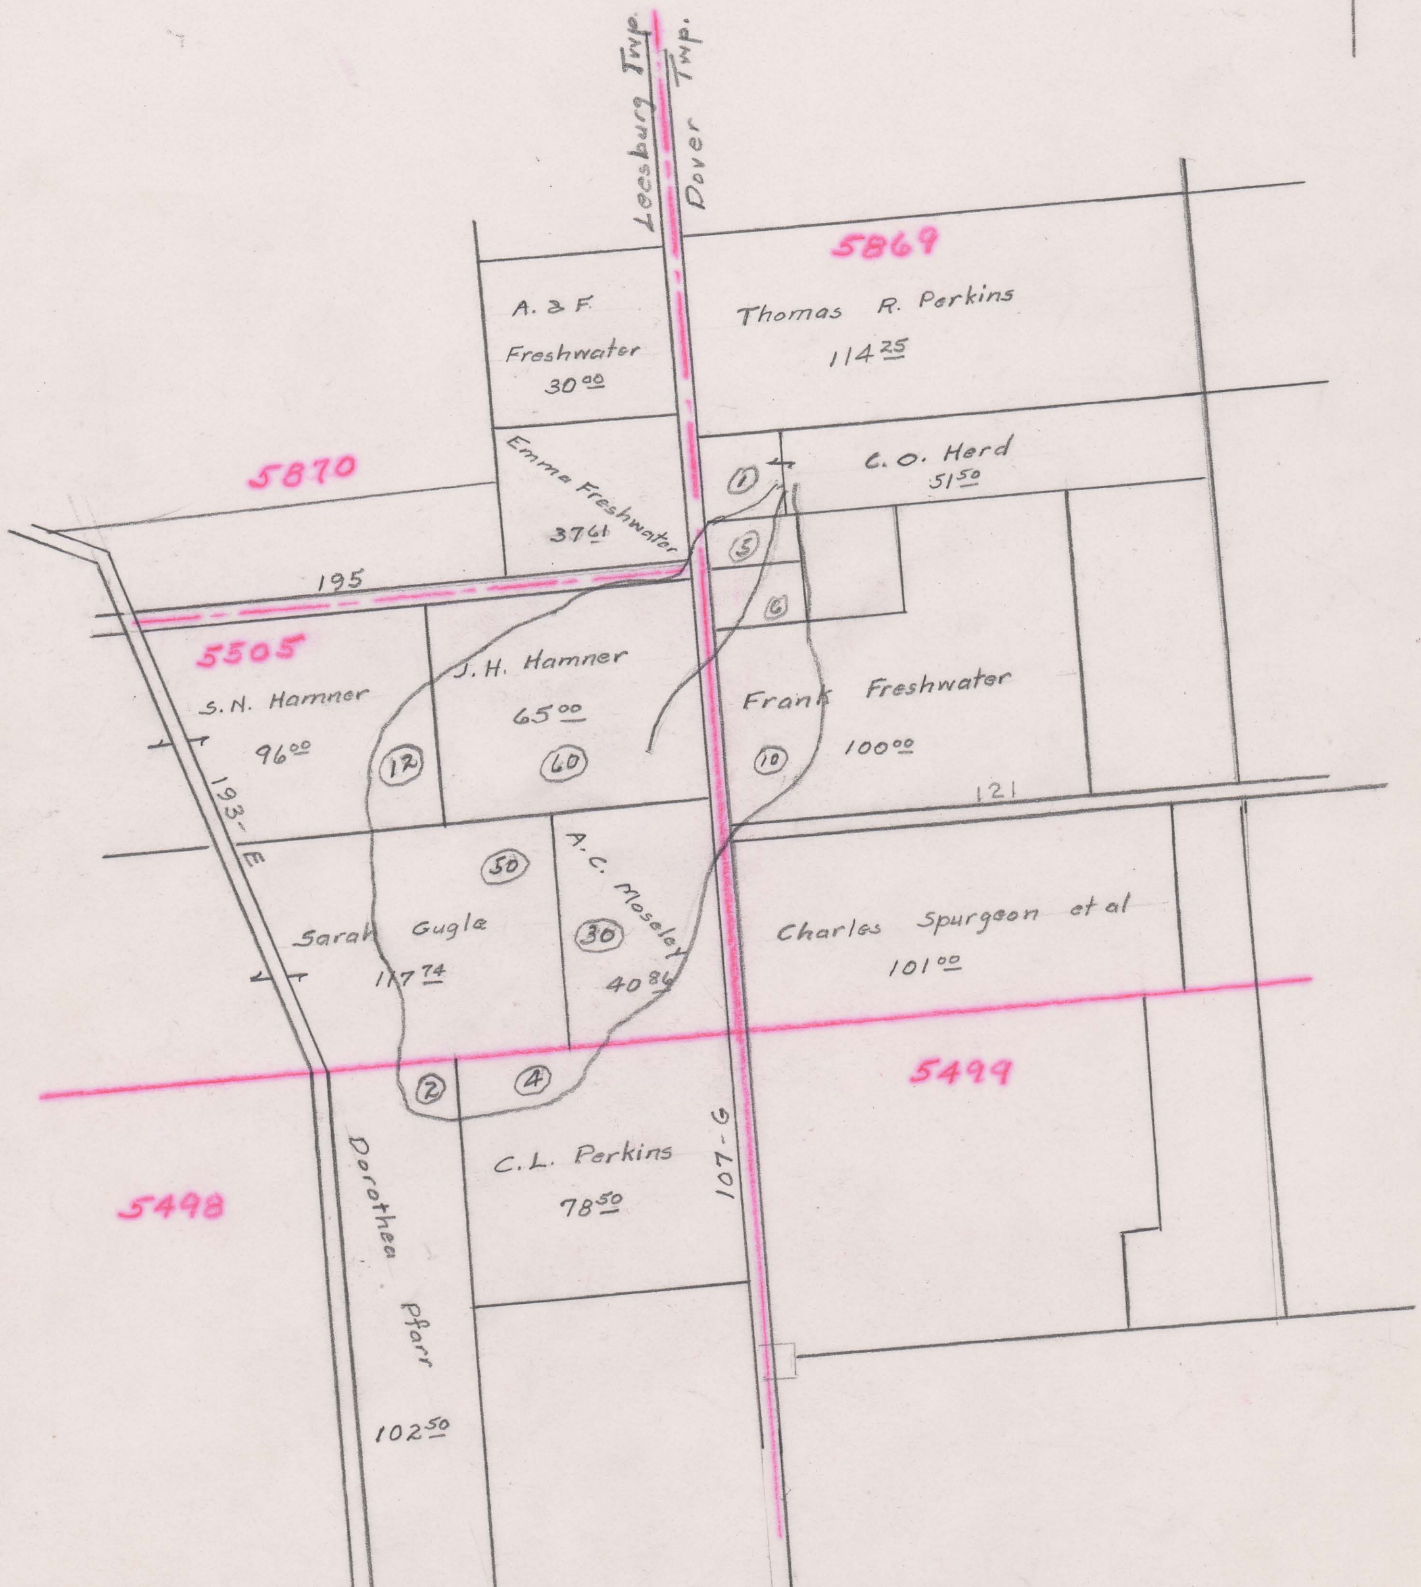 Leesburg Twp.
Dover Twp.
5869
Thomas R. Perkins
114 25
A. & F.
Freshwater
30 00
Emma Freshwater
37 61
5870
C. O. Herd
51 50
1
5
6
195
5505
S. N. Hamner
96 00
12
J. H. Hamner
65 00
60
Frank Freshwater
100 00
10
121
193-E
50
Sarah Gugle
117 74
A. C. Moseley
30
40 86
Charles Spurgeon et al
101 00
5499
2
4
107-G
C. L. Perkins
78 50
5498
Dorothea Pfarr
102 50